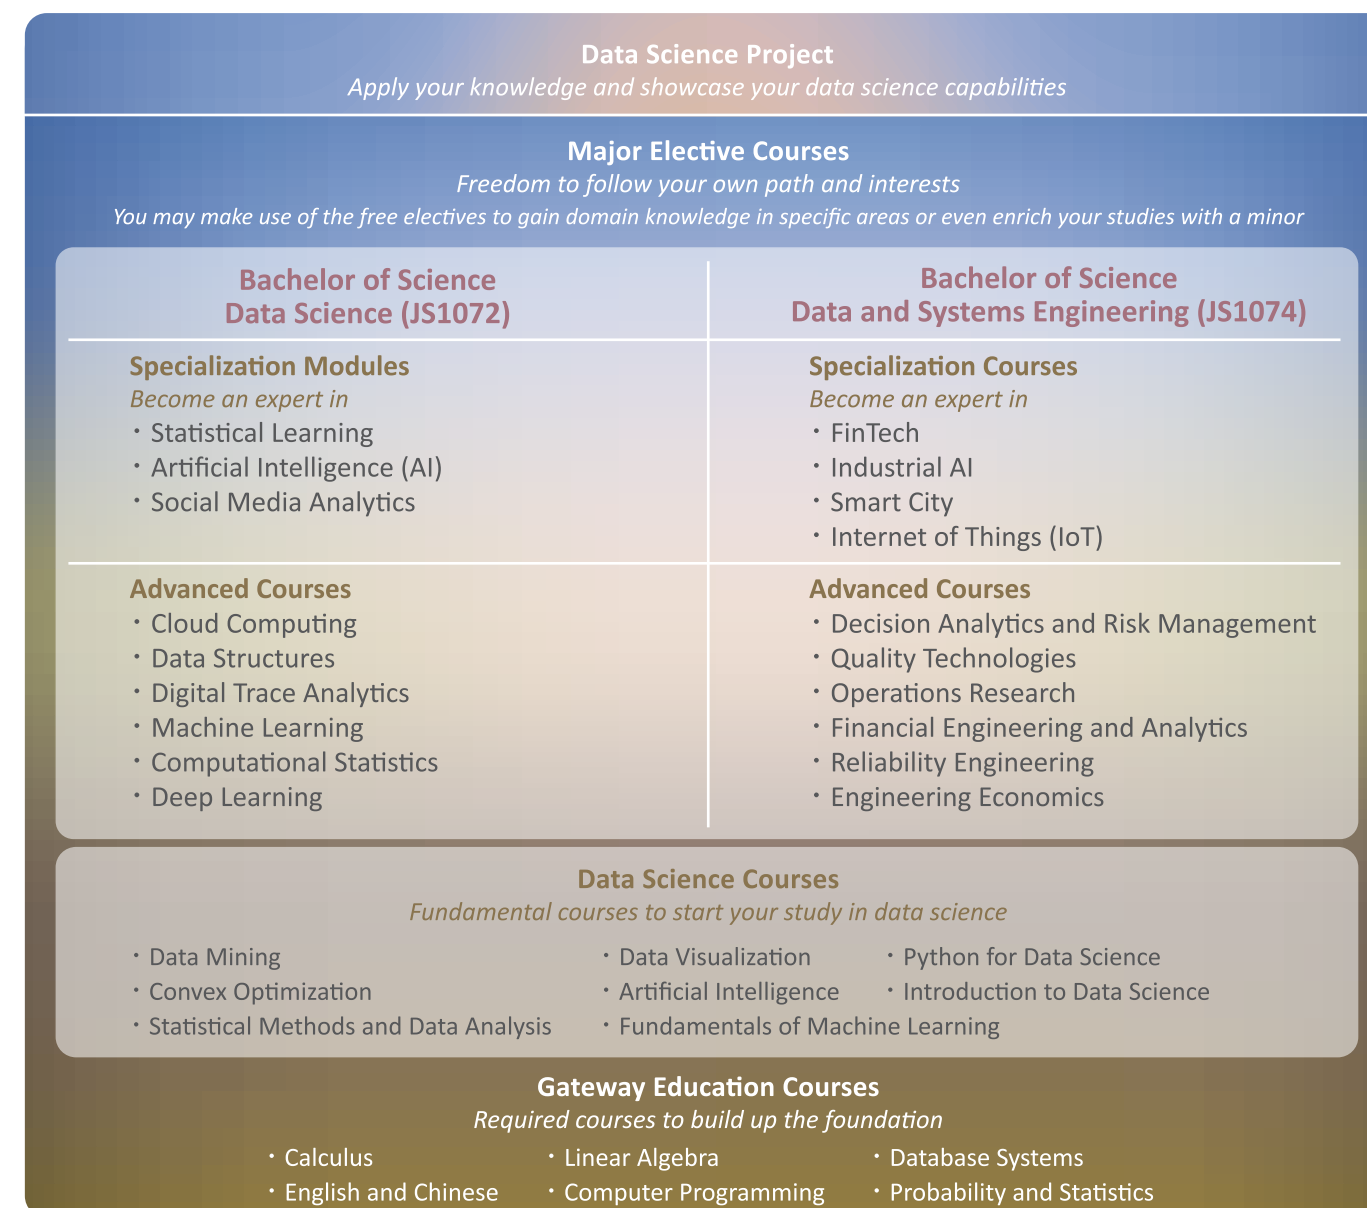 Data Science Project
Apply your knowledge and showcase your data science capabilities
Major Elective Courses
Freedom to follow your own path and interests
You may make use of the free electives to gain domain knowledge in specific areas or even enrich your studies with a minor
Bachelor of Science
Data Science (JS1072)
Specialization Modules
Become an expert in
· Statistical Learning
· Artificial Intelligence (AI)
· Social Media Analytics
Advanced Courses
· Cloud Computing
· Data Structures
· Digital Trace Analytics
· Machine Learning
· Computational Statistics
· Deep Learning
Bachelor of Science
Data and Systems Engineering (JS1074)
Specialization Courses
Become an expert in
· FinTech
· Industrial AI
· Smart City
· Internet of Things (IoT)
Advanced Courses
· Decision Analytics and Risk Management
· Quality Technologies
· Operations Research
· Financial Engineering and Analytics
· Reliability Engineering
· Engineering Economics
Data Science Courses
Fundamental courses to start your study in data science
· Data Mining · Data Visualization · Python for Data Science
· Convex Optimization · Artificial Intelligence · Introduction to Data Science
· Statistical Methods and Data Analysis · Fundamentals of Machine Learning
Gateway Education Courses
Required courses to build up the foundation
· Calculus · Linear Algebra · Database Systems
· English and Chinese · Computer Programming · Probability and Statistics